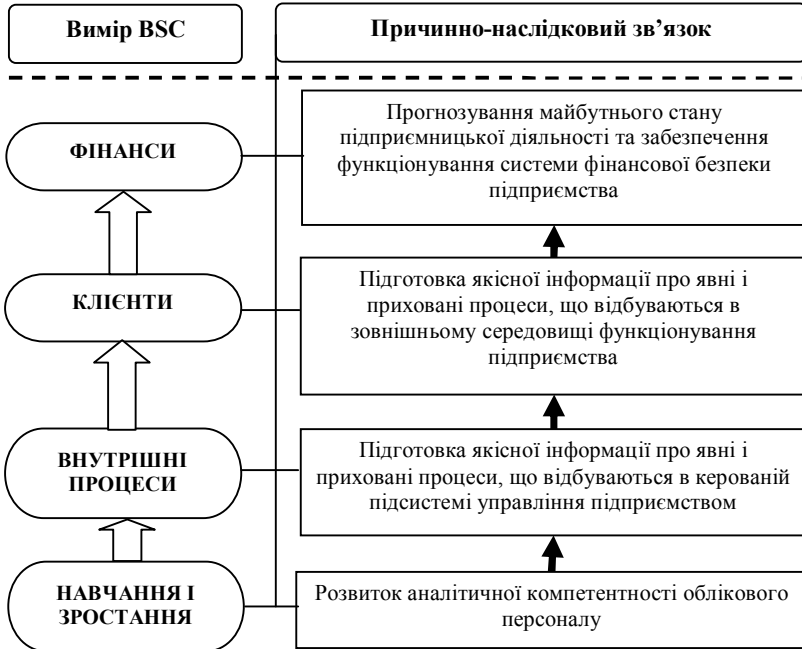 Вимір BSC
Причинно-наслідковий зв’язок
ФІНАНСИ
Прогнозування майбутнього стану
підприємницької діяльності та забезпечення
функціонування системи фінансової безпеки
підприємства
КЛІЄНТИ
Підготовка якісної інформації про явні і
приховані процеси, що відбуваються в
зовнішньому середовищі функціонування
підприємства
ВНУТРІШНІ
ПРОЦЕСИ
Підготовка якісної інформації про явні і
приховані процеси, що відбуваються в керованій
підсистемі управління підприємством
НАВЧАННЯ І
ЗРОСТАННЯ
Розвиток аналітичної компетентності облікового
персоналу